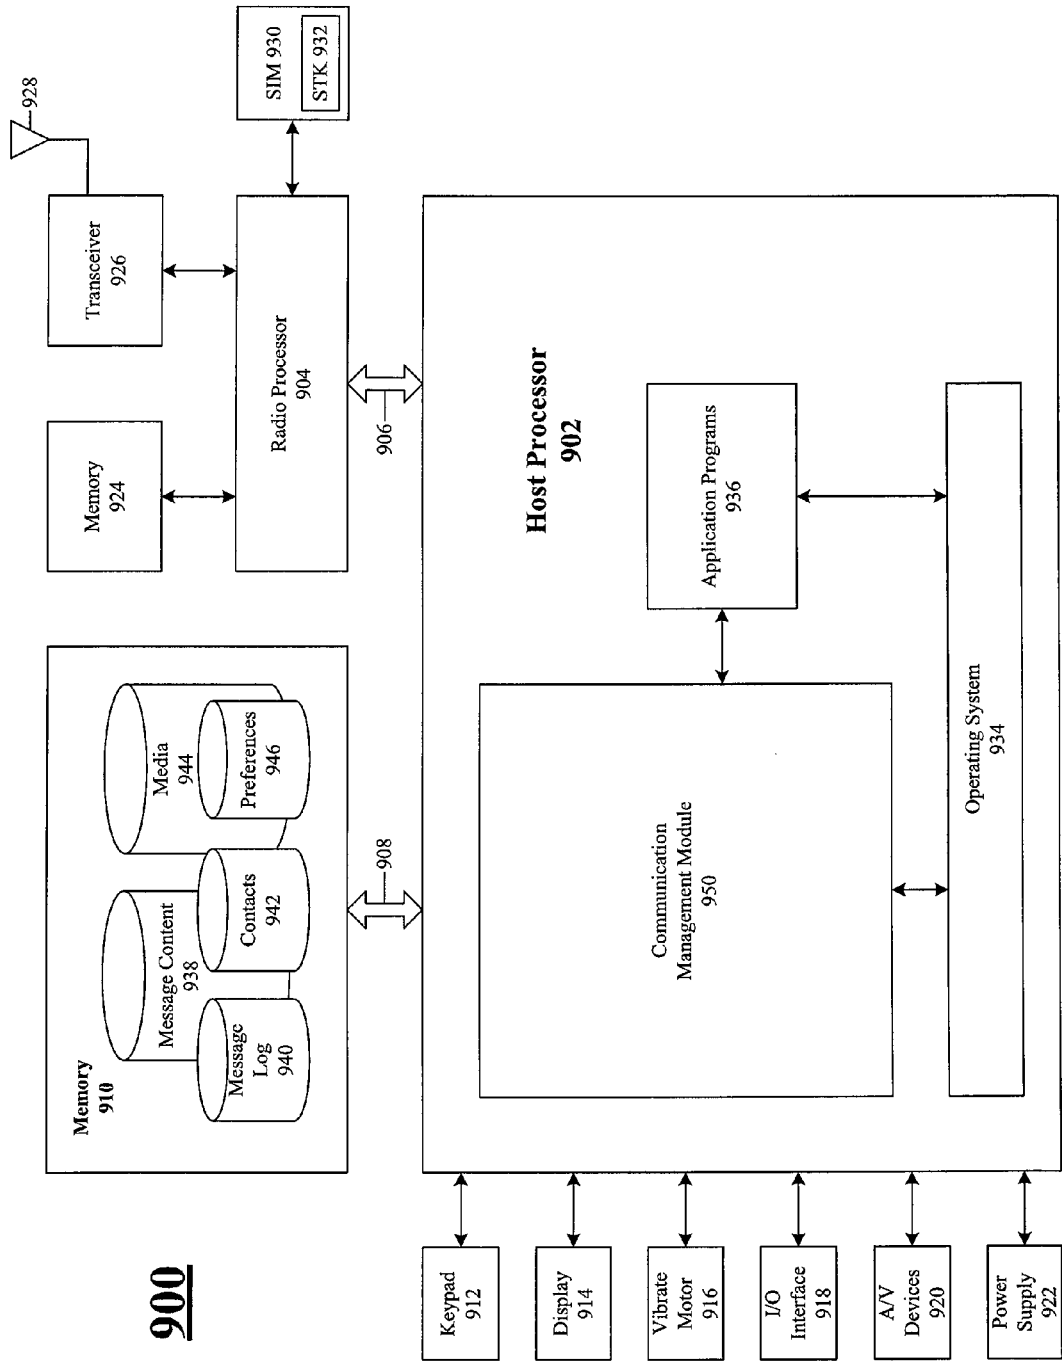 900
Memory
910
Message Content
938
Media
944
Message
Log
940
Contacts
942
Preferences
946
Memory
924
Transceiver
926
928
Radio Processor
904
SIM 930
STK 932
908
906
Host Processor
902
Communication
Management Module
950
Application Programs
936
Operating System
934
Keypad
912
Display
914
Vibrate
Motor
916
I/O
Interface
918
A/V
Devices
920
Power
Supply
922